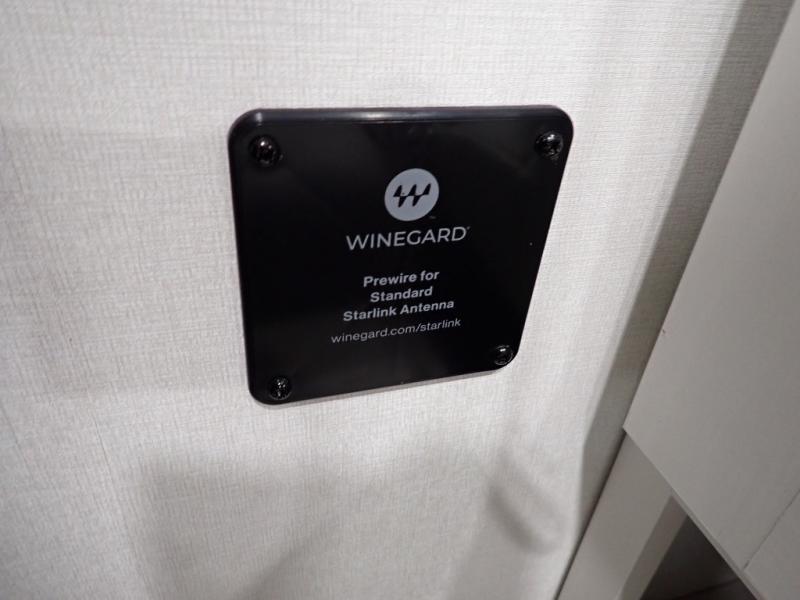 WINEGARD
Prewire for
Standard
Starlink Antenna
winegard.com/starlink